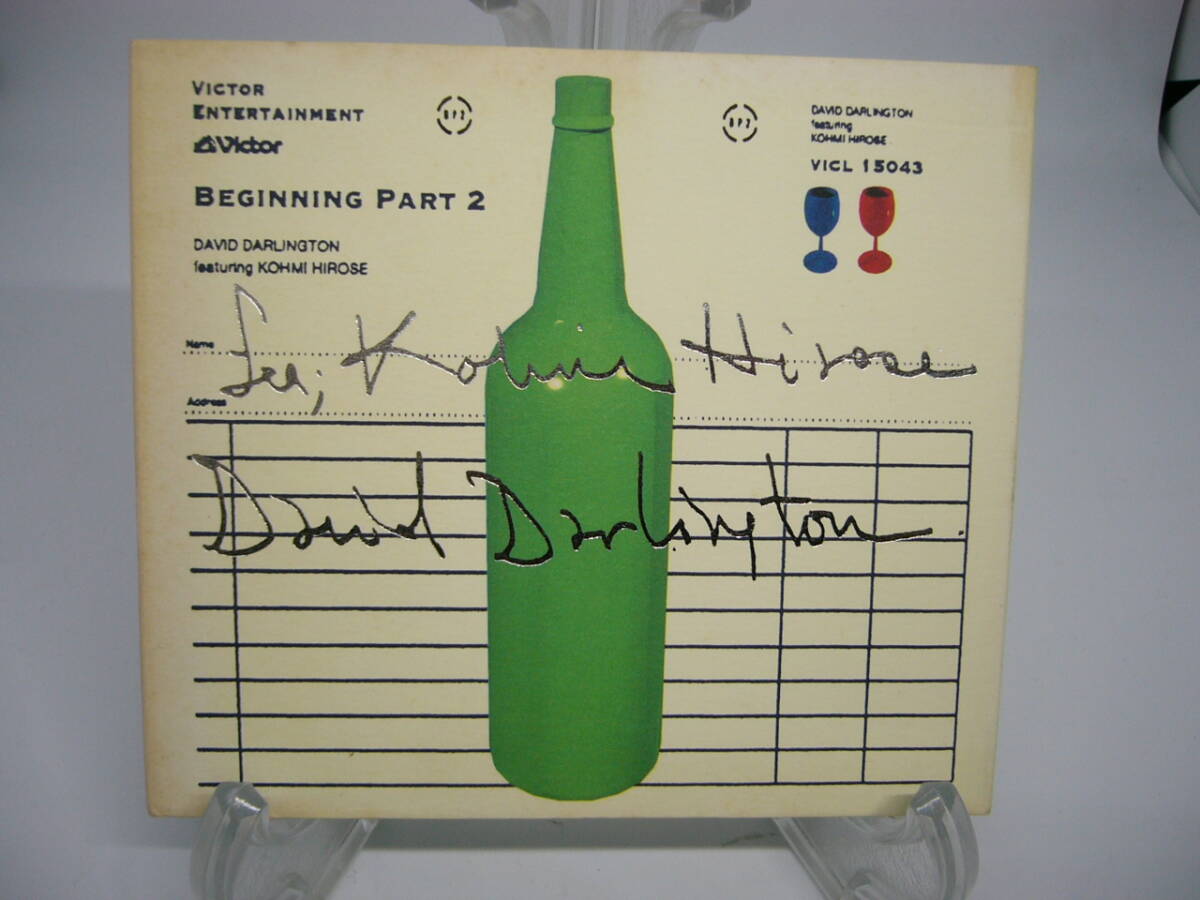 VICTOR
ENTERTAINMENT
Victor
BEGINNING PART 2
DAVID DARLINGTON
featuring KOHMI HIROSE
DAVID DARLINGTON
featuring
KOHMI HIROSE
VICL 15043
Name
Kohmi Hirose
Address
David Darlington